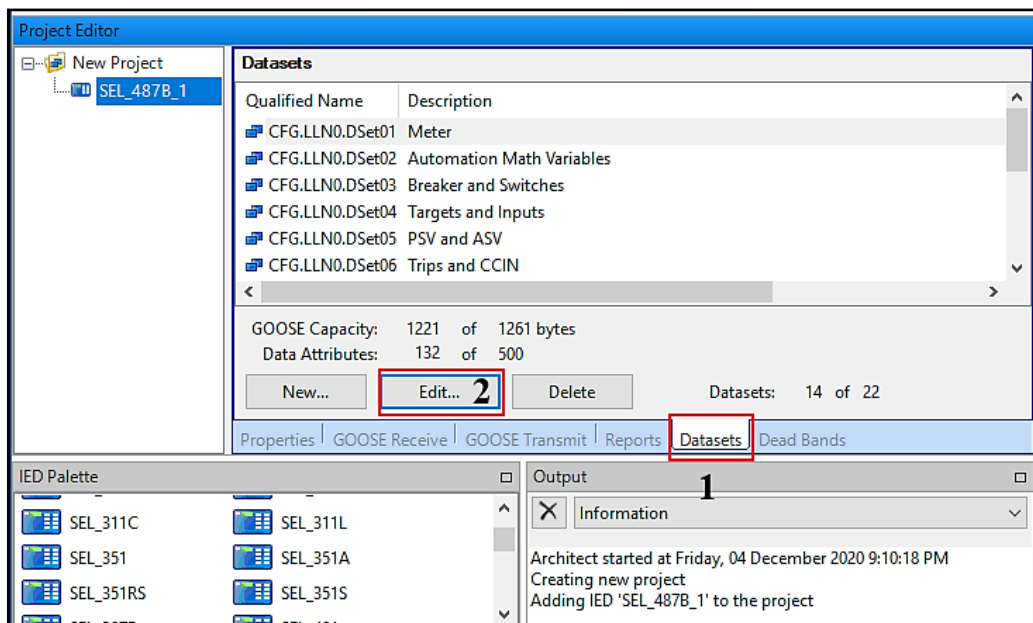 Project Editor
New Project
SEL_487B_1
Datasets
Qualified Name Description
CFG.LLN0.DSet01 Meter
CFG.LLN0.DSet02 Automation Math Variables
CFG.LLN0.DSet03 Breaker and Switches
CFG.LLN0.DSet04 Targets and Inputs
CFG.LLN0.DSet05 PSV and ASV
CFG.LLN0.DSet06 Trips and CCIN
GOOSE Capacity: 1221 of 1261 bytes
Data Attributes: 132 of 500
New... Edit... 2 Delete Datasets: 14 of 22
Properties GOOSE Receive GOOSE Transmit Reports Datasets Dead Bands
1
IED Palette
SEL_311C SEL_311L
SEL_351 SEL_351A
SEL_351RS SEL_351S
Output
Information
Architect started at Friday, 04 December 2020 9:10:18 PM
Creating new project
Adding IED 'SEL_487B_1' to the project